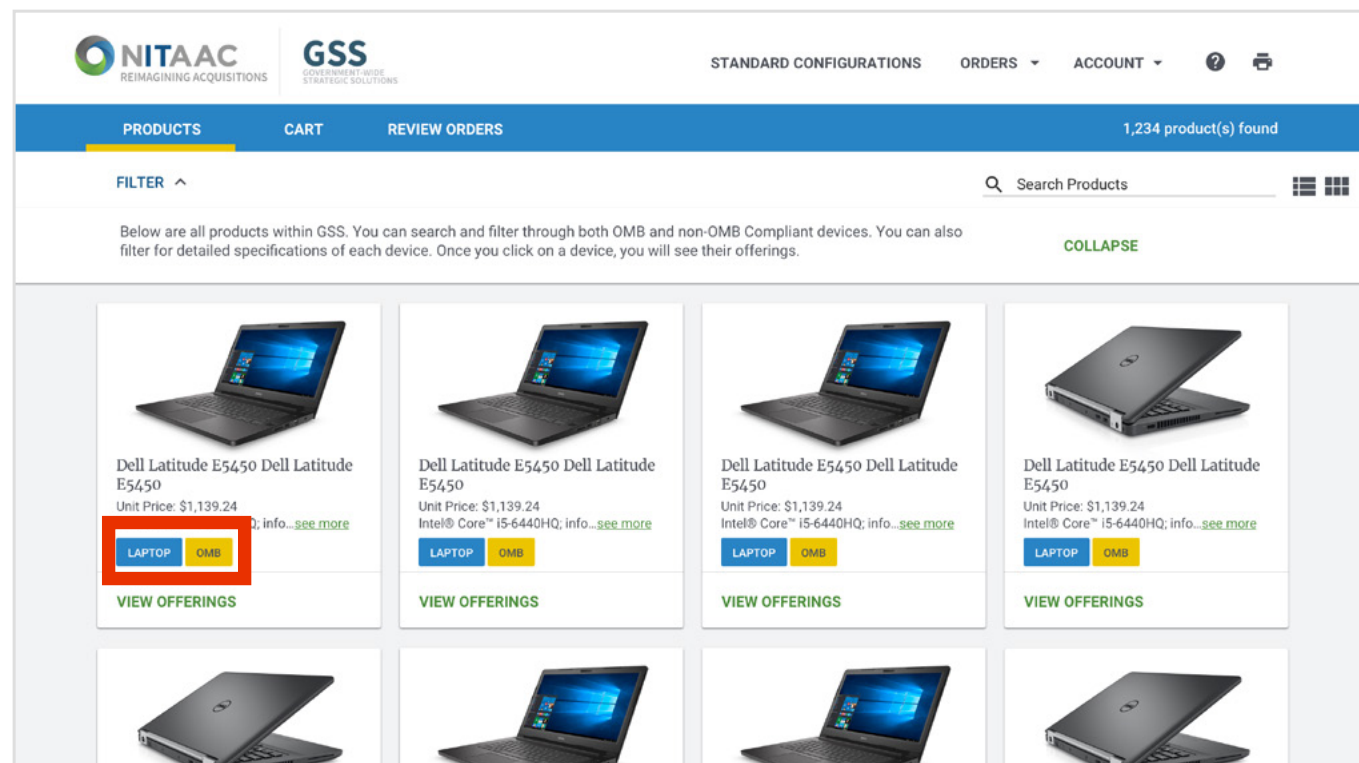 NITAAC
REIMAGINING ACQUISITIONS
GSS
GOVERNMENT-WIDE
STRATEGIC SOLUTIONS
STANDARD CONFIGURATIONS ORDERS ACCOUNT ?
PRODUCTS CART REVIEW ORDERS 1,234 product(s) found
FILTER Search Products
Below are all products within GSS. You can search and filter through both OMB and non-OMB Compliant devices. You can also
filter for detailed specifications of each device. Once you click on a device, you will see their offerings.
COLLAPSE
Dell Latitude E5450 Dell Latitude
E5450
Unit Price: $1,139.24
Q; info...see more
LAPTOP OMB
VIEW OFFERINGS
Dell Latitude E5450 Dell Latitude
E5450
Unit Price: $1,139.24
Intel® Core™ i5-6440HQ; info...see more
LAPTOP OMB
VIEW OFFERINGS
Dell Latitude E5450 Dell Latitude
E5450
Unit Price: $1,139.24
Intel® Core™ i5-6440HQ; info...see more
LAPTOP OMB
VIEW OFFERINGS
Dell Latitude E5450 Dell Latitude
E5450
Unit Price: $1,139.24
Intel® Core™ i5-6440HQ; info...see more
LAPTOP OMB
VIEW OFFERINGS